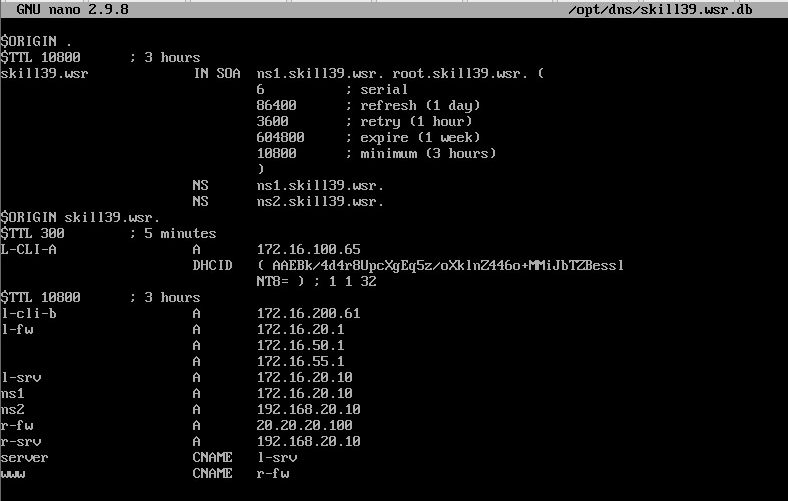 GNU nano 2.9.8 /opt/dns/skill39.wsr.db
$ORIGIN .
$TTL 10800 ; 3 hours
skill39.wsr IN SOA ns1.skill39.wsr. root.skill39.wsr. (
6 ; serial
86400 ; refresh (1 day)
3600 ; retry (1 hour)
604800 ; expire (1 week)
10800 ; minimum (3 hours)
)
NS ns1.skill39.wsr.
NS ns2.skill39.wsr.
$ORIGIN skill39.wsr.
$TTL 300 ; 5 minutes
L-CLI-A A 172.16.100.65
DHCID ( AAEBk/4d4r8UpcXgEq5z/oXklnZ446o+MMiJbTZBessl
NT8= ) ; 1 1 32
$TTL 10800 ; 3 hours
l-cli-b A 172.16.200.61
l-fw A 172.16.20.1
A 172.16.50.1
A 172.16.55.1
l-srv A 172.16.20.10
ns1 A 172.16.20.10
ns2 A 192.168.20.10
r-fw A 20.20.20.100
r-srv A 192.168.20.10
server CNAME l-srv
www CNAME r-fw